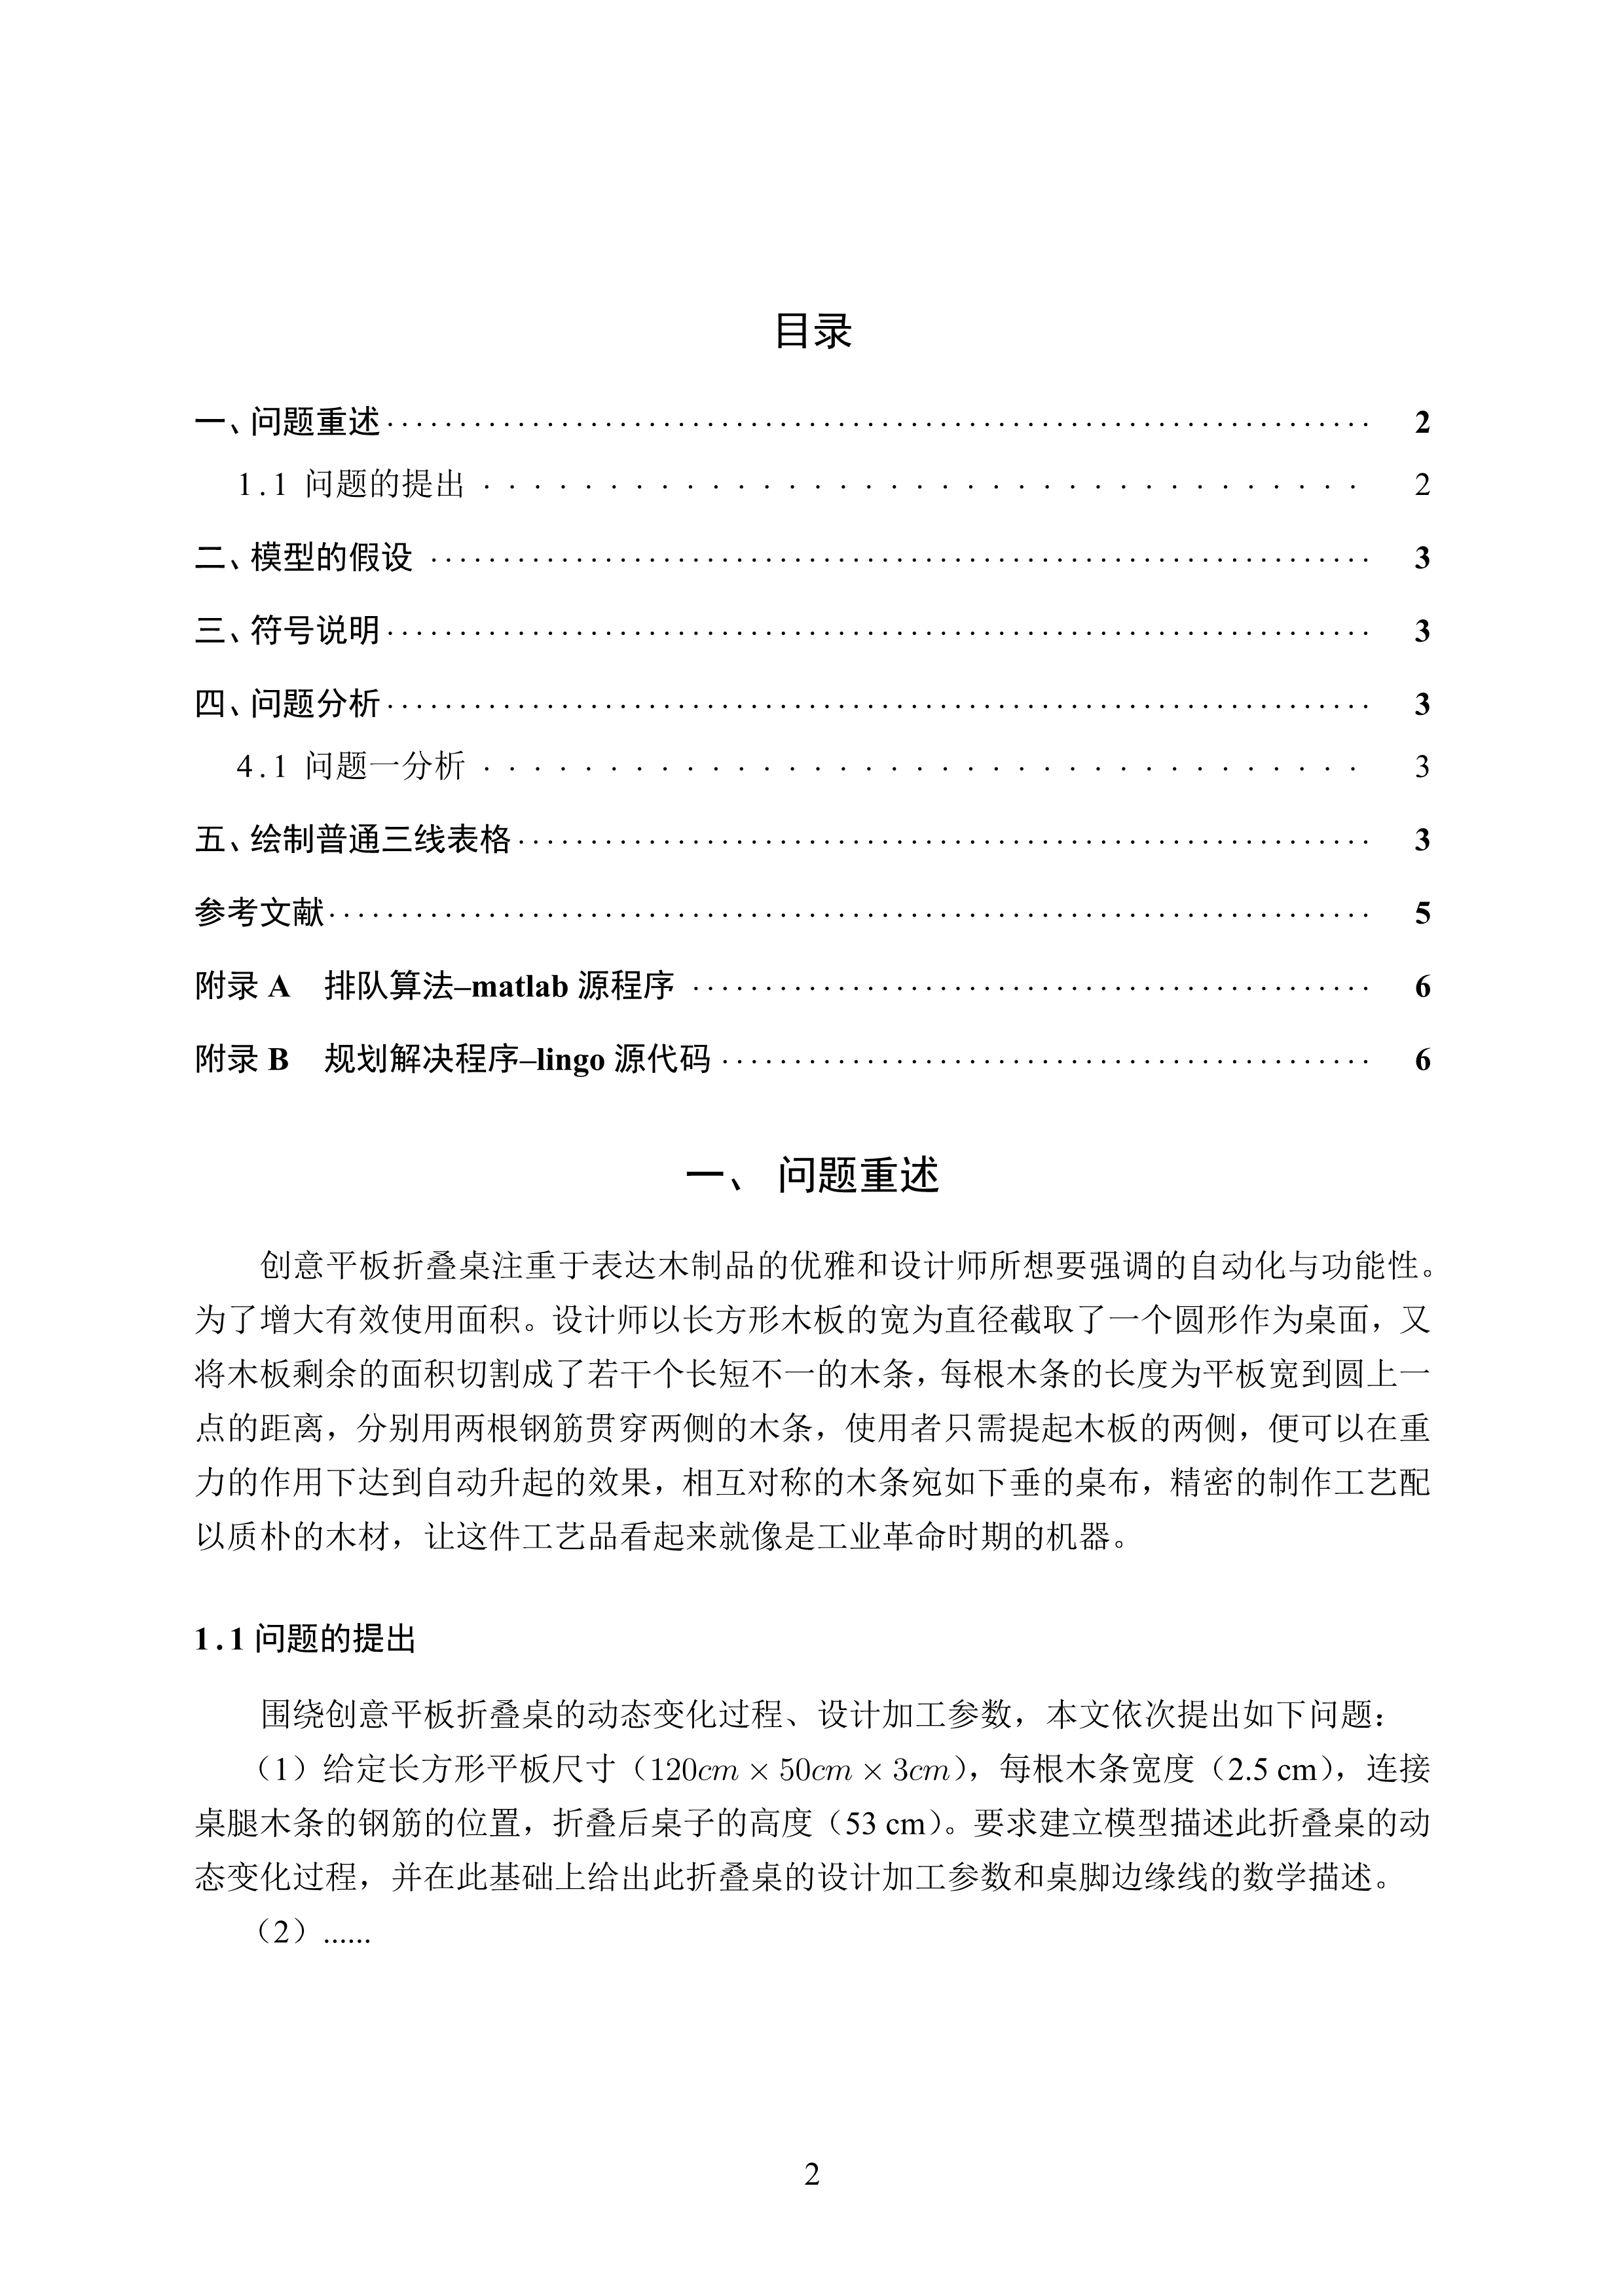 目录
一、问题重述 ································································ 2
1.1 问题的提出 ································································ 2
二、模型的假设 ································································ 3
三、符号说明 ································································ 3
四、问题分析 ································································ 3
4.1 问题一分析 ································································ 3
五、绘制普通三线表格 ································································ 3
参考文献 ································································ 5
附录 A 排队算法–matlab 源程序 ································································ 6
附录 B 规划解决程序–lingo 源代码 ································································ 6
一、 问题重述
创意平板折叠桌注重于表达木制品的优雅和设计师所想要强调的自动化与功能性。
为了增大有效使用面积。设计师以长方形木板的宽为直径截取了一个圆形作为桌面，又
将木板剩余的面积切割成了若干个长短不一的木条，每根木条的长度为平板宽到圆上一
点的距离，分别用两根钢筋贯穿两侧的木条，使用者只需提起木板的两侧，便可以在重
力的作用下达到自动升起的效果，相互对称的木条宛如下垂的桌布，精密的制作工艺配
以质朴的木材，让这件工艺品看起来就像是工业革命时期的机器。
1.1 问题的提出
围绕创意平板折叠桌的动态变化过程、设计加工参数，本文依次提出如下问题：
（1）给定长方形平板尺寸（120cm × 50cm × 3cm），每根木条宽度（2.5 cm），连接
桌腿木条的钢筋的位置，折叠后桌子的高度（53 cm）。要求建立模型描述此折叠桌的动
态变化过程，并在此基础上给出此折叠桌的设计加工参数和桌脚边缘线的数学描述。
（2）......
2